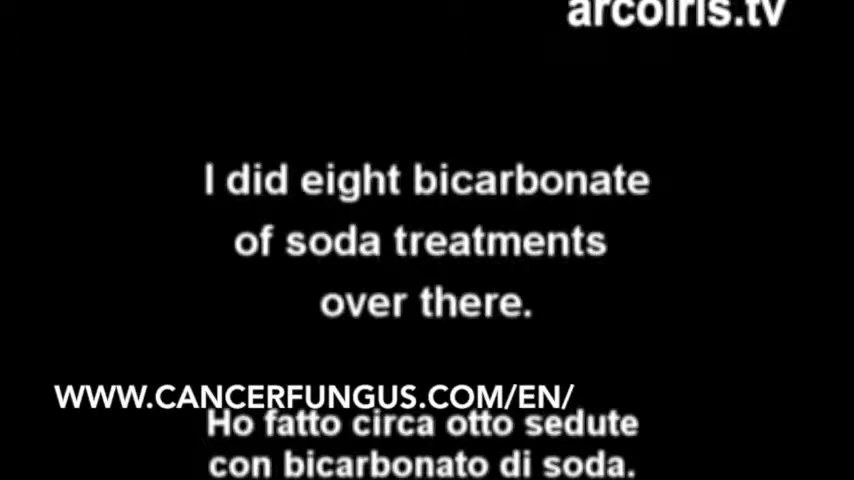 arcoiris.tv
I did eight bicarbonate
of soda treatments
over there.
WWW.CANCERFUNGUS.COM/EN/
Ho fatto circa otto sedute
con bicarbonato di soda.